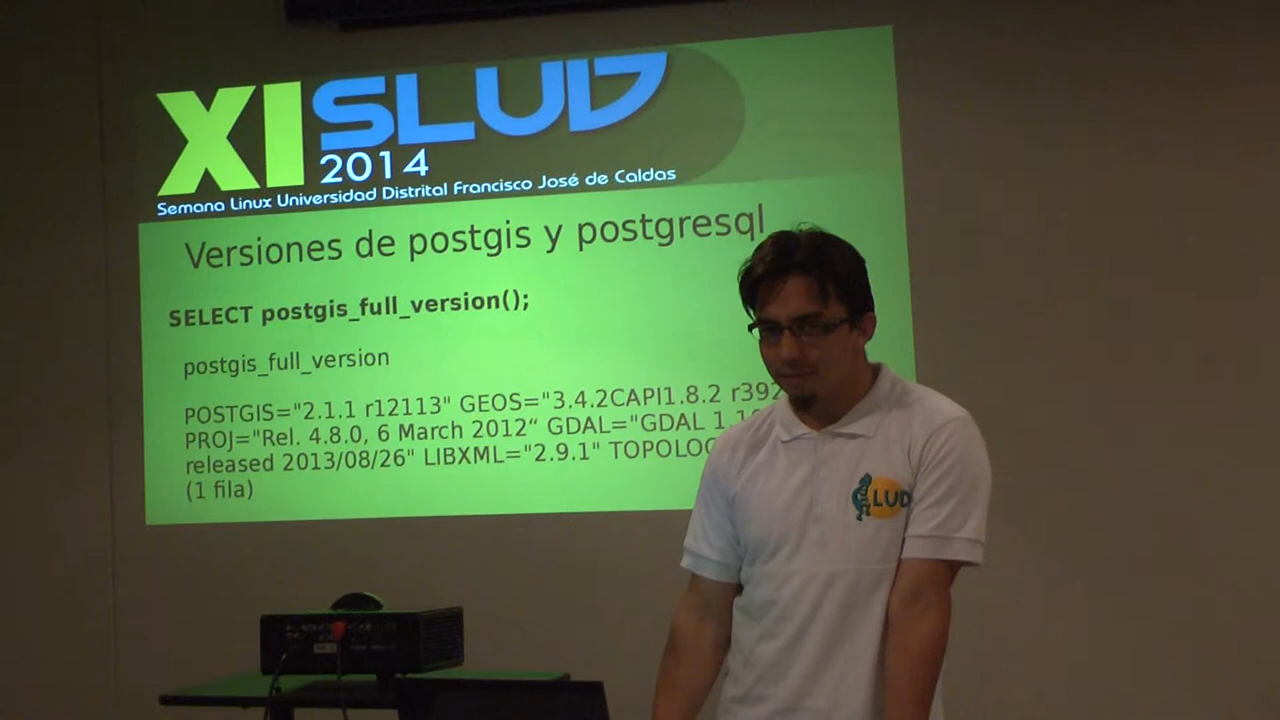 XI SLUD
2014
Semana Linux Universidad Distrital Francisco José de Caldas
Versiones de postgis y postgresql
SELECT postgis_full_version();
postgis_full_version
POSTGIS="2.1.1 r12113" GEOS="3.4.2CAPI1.8.2 r392
PROJ="Rel. 4.8.0, 6 March 2012“ GDAL="GDAL
released 2013/08/26" LIBXML="2.9.1"
(1 fila)
LUD